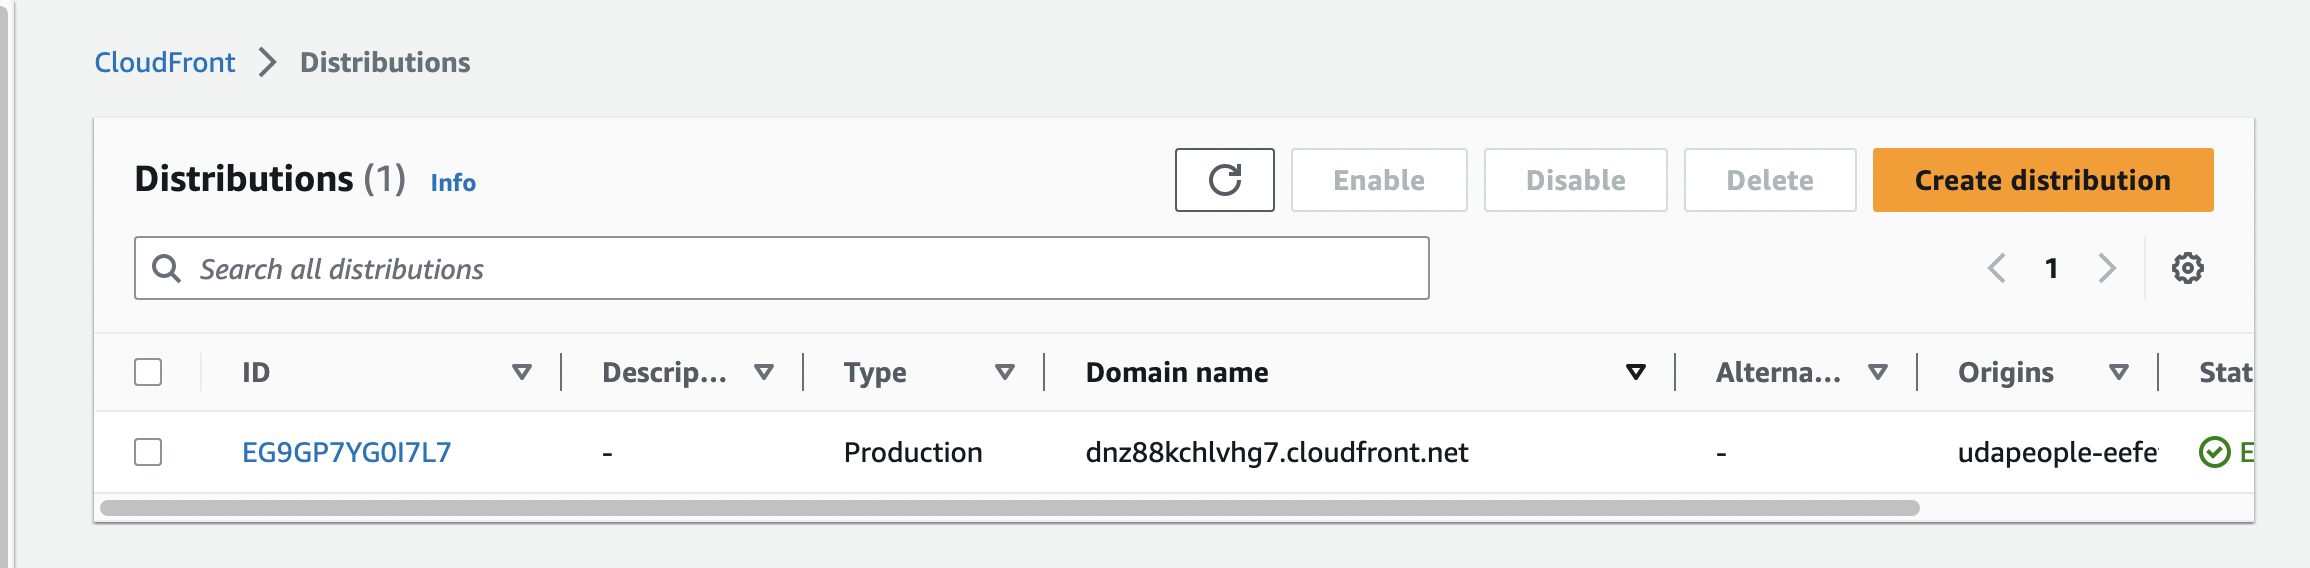 CloudFront > Distributions
Distributions (1) Info
Enable Disable Delete Create distribution
Search all distributions
1
ID Descrip... Type Domain name Alterna... Origins Stat
EG9GP7YG0I7L7 - Production dnz88kchlvhg7.cloudfront.net - udapeople-eefe E